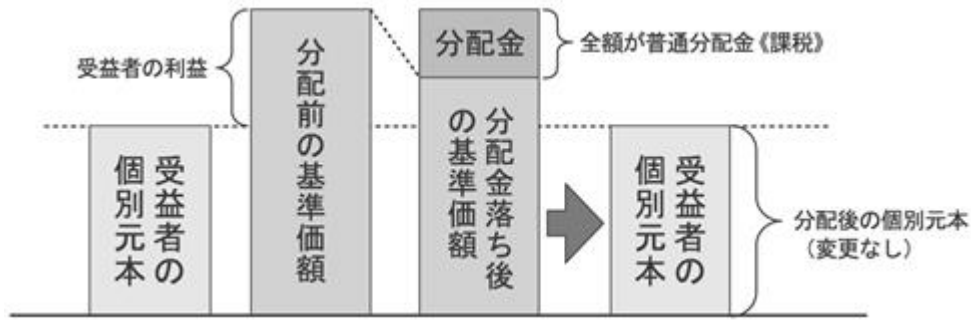 受益者の利益
分配前の基準価額
分配金
全額が普通分配金《課税》
分配金落ち後
の基準価額
受益者の
個別元本
受益者の
個別元本
分配後の個別元本
（変更なし）